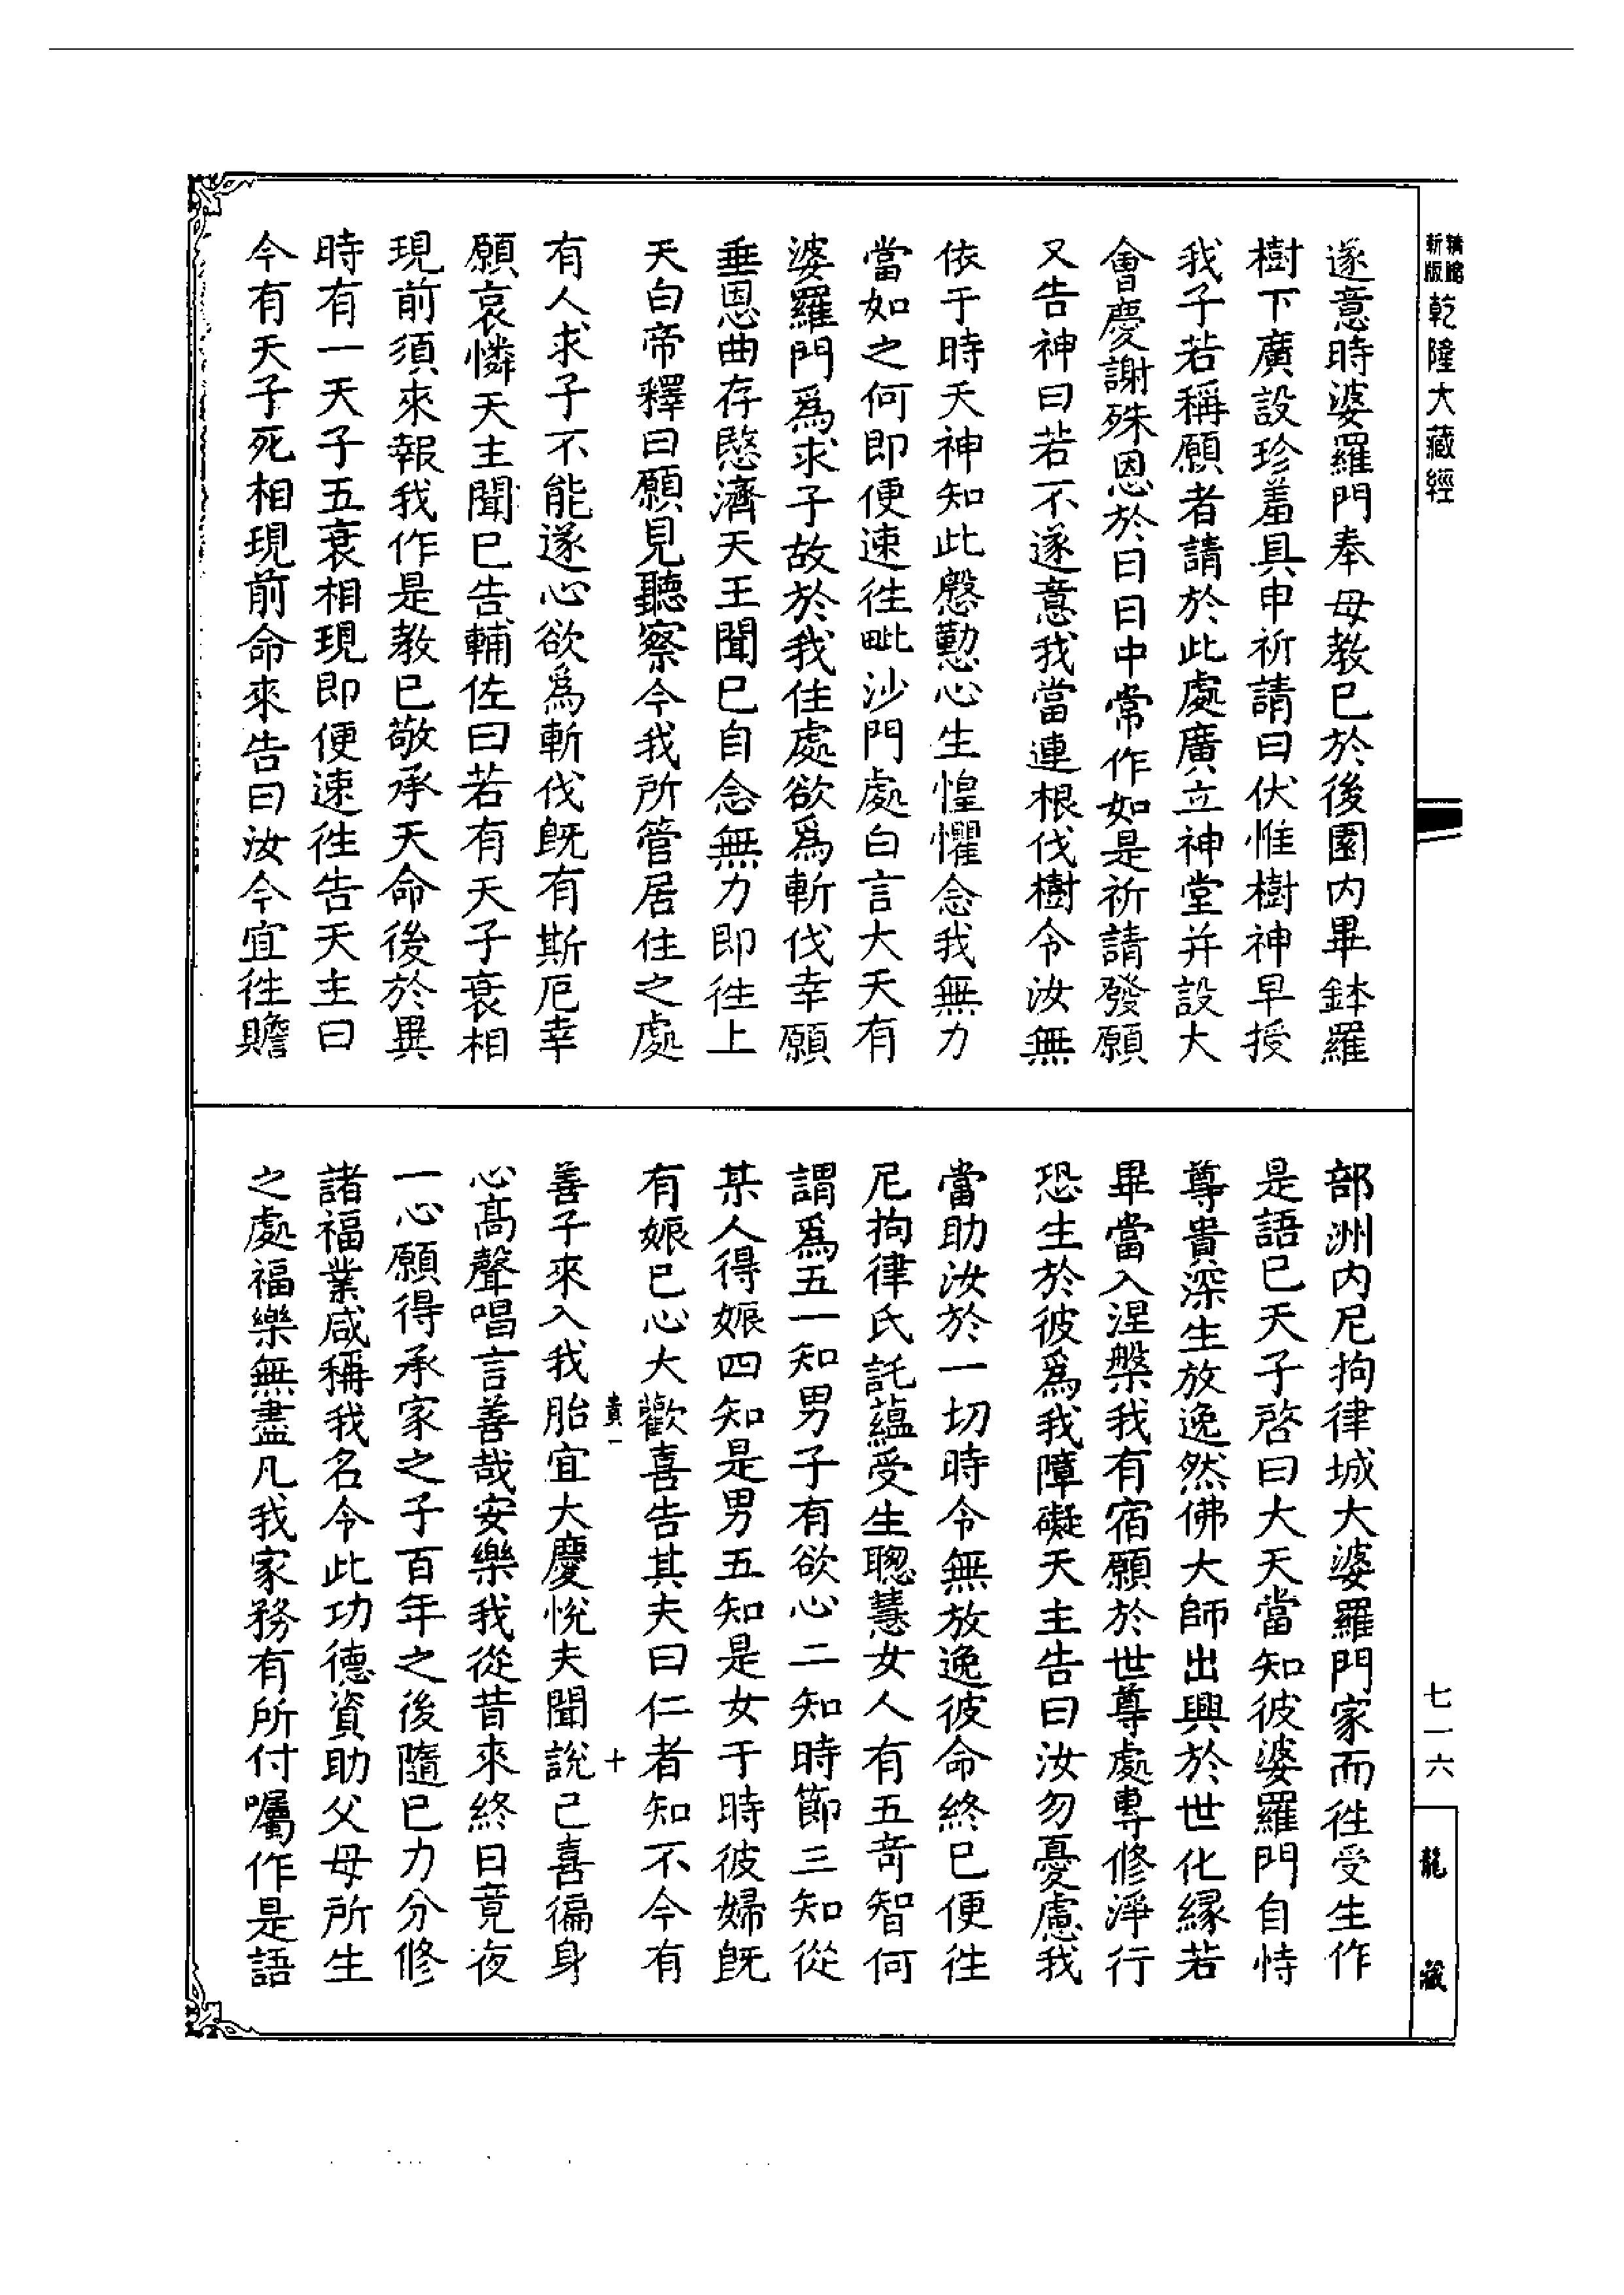 精縮新版乾隆大藏經
遂意時婆羅門奉母教已於後園內畢鉢羅
樹下廣設珍羞具申祈請曰伏惟樹神早授
我子若稱願者請於此處廣立神堂并設大
會慶謝殊恩於日日中常作如是祈請發願
又告神曰若不遂意我當連根伐樹令汝無
依于時天神知此慇懃心生惶懼念我無力
當如之何即便速往毗沙門處白言大天有
婆羅門爲求子故於我住處欲爲斬伐幸願
垂恩曲存愍濟天王聞已自念無力即往上
天白帝釋曰願見聽察今我所管居住之處
有人求子不能遂心欲爲斬伐旣有斯厄幸
願哀憐天主聞已告輔佐曰若有天子衰相
現前須來報我作是教已敬承天命後於異
時有一天子五衰相現即便速往告天主曰
今有天子死相現前命來告曰汝今宜往贍
部洲内尼拘律城大婆羅門家而往受生作
是語已天子啓曰大天當知彼婆羅門自恃
尊貴深生放逸然佛大師出興於世化緣若
畢當入涅槃我有宿願於世尊處專修淨行
恐生於彼爲我障礙天主告曰汝勿憂慮我
當助汝於一切時令無放逸彼命終已便往
尼拘律氏託蘊受生聰慧女人有五奇智何
謂爲五一知男子有欲心二知時節三知從
某人得娠四知是男五知是女于時彼婦旣
有娠已心大歡喜告其夫曰仁者知不今有
善子來入我胎宜大慶悅夫聞說已喜徧身
心高聲唱言善哉安樂我從昔來終日竟夜
一心願得承家之子百年之後隨已力分修
諸福業咸稱我名令此功德資助父母所生
之處福樂無盡凡我家務有所付囑作是語
十
七一六
龍藏